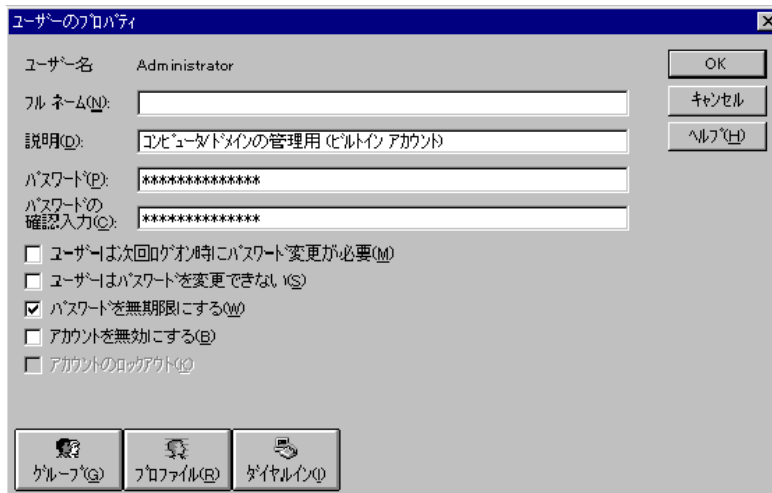 ユーザーのプロパティ
ユーザー名 Administrator
フル ネーム(N):
説明(D): コンピュータ/ドメインの管理用 (ビルトイン アカウント)
パスワード(P): **************
パスワードの
確認入力(C): **************
ユーザーは次回ログオン時にパスワード変更が必要(M)
ユーザーはパスワードを変更できない(S)
パスワードを無期限にする(W)
アカウントを無効にする(B)
アカウントのロックアウト(K)
OK
キャンセル
ヘルプ(H)
グループ(G)
プロファイル(R)
ダイヤルイン(I)